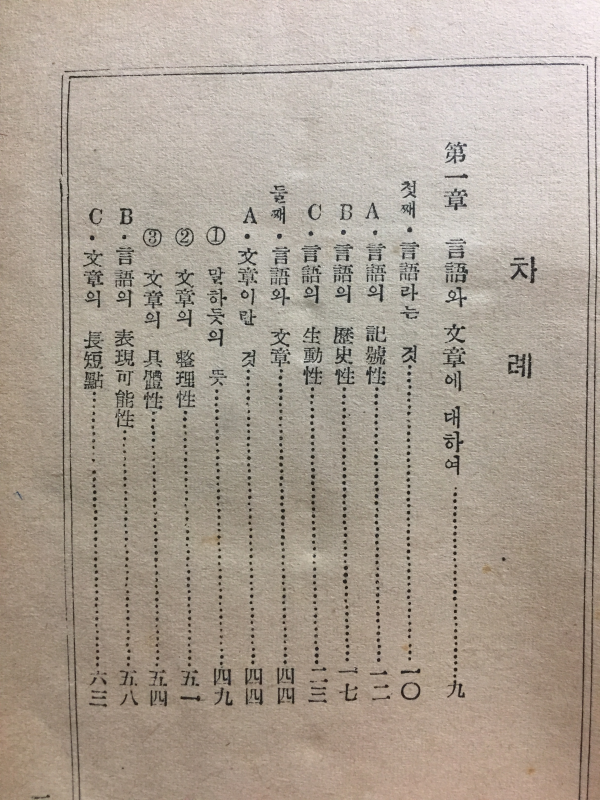 차례
第一章 言語와 文章에 대하여 ⋯⋯ 九
첫째・言語라는 것 ⋯⋯ 一〇
A・言語의 記號性 ⋯⋯ 一二
B・言語의 歷史性 ⋯⋯ 一七
C・言語의 生動性 ⋯⋯ 二三
둘째・言語와 文章 ⋯⋯ 四四
A・文章이란 것 ⋯⋯ 四四
① 말하듯의 뜻 ⋯⋯ 四九
② 文章의 整理性 ⋯⋯ 五一
③ 文章의 具體性 ⋯⋯ 五四
B・言語의 表現可能性 ⋯⋯ 五八
C・文章의 長短點 ⋯⋯ 六三
一